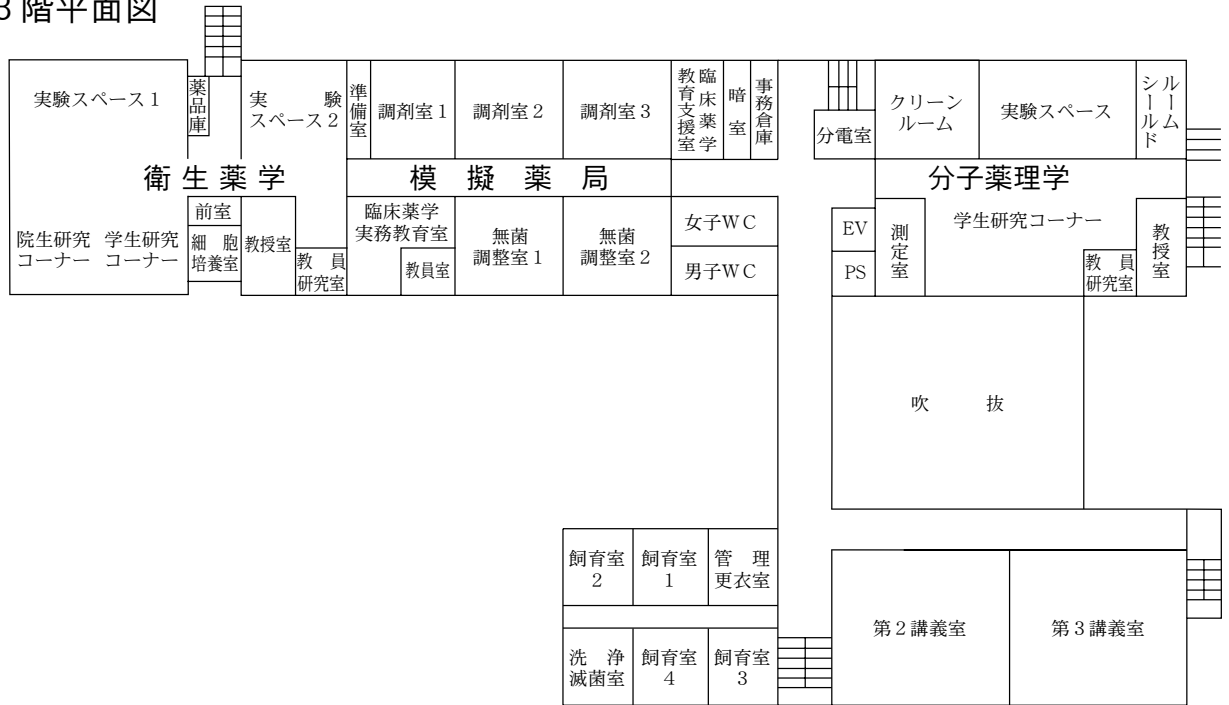 3階平面図
実験スペース1
薬品庫
実　験
スペース2
準備室
調剤室1
調剤室2
調剤室3
臨床薬学
教育支援室
暗室
事務倉庫
分電室
クリーン
ルーム
実験スペース
シールド
ルーム
衛生薬学
模擬薬局
分子薬理学
院生研究
コーナー
学生研究
コーナー
前室
細胞
培養室
教授室
教員
研究室
臨床薬学
実務教育室
教員室
無菌
調整室1
無菌
調整室2
女子WC
男子WC
EV
PS
測定室
学生研究コーナー
教員
研究室
教授室
吹　抜
飼育室
2
飼育室
1
管　理
更衣室
洗　浄
滅菌室
飼育室
4
飼育室
3
第2講義室
第3講義室